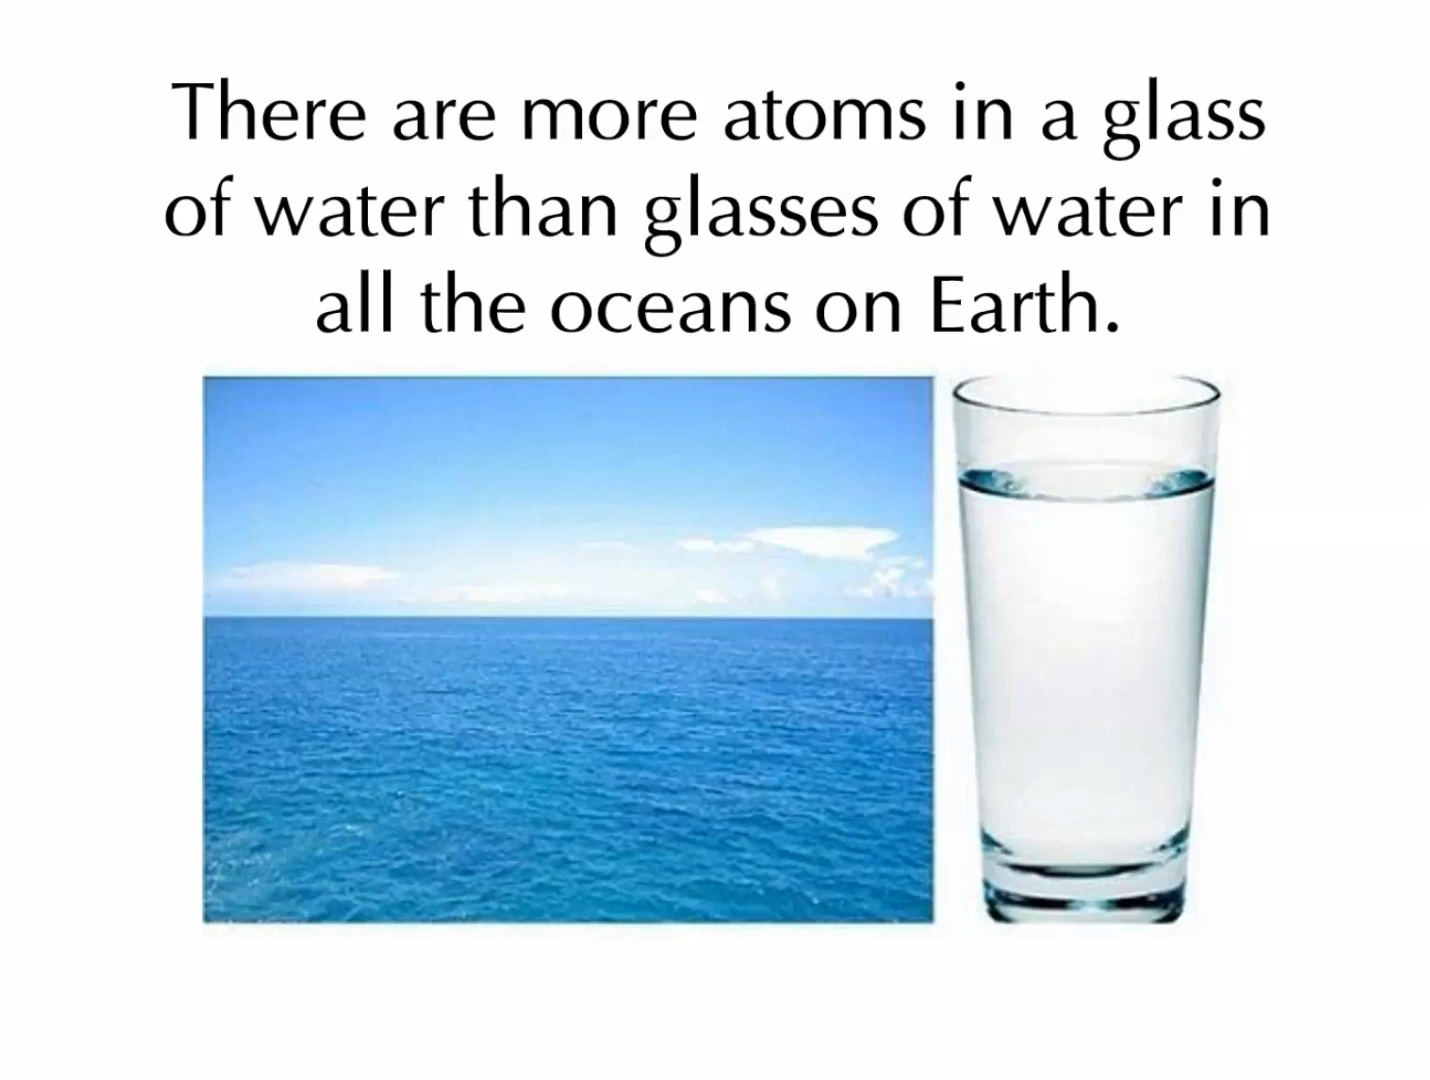 There are more atoms in a glass
of water than glasses of water in
all the oceans on Earth.